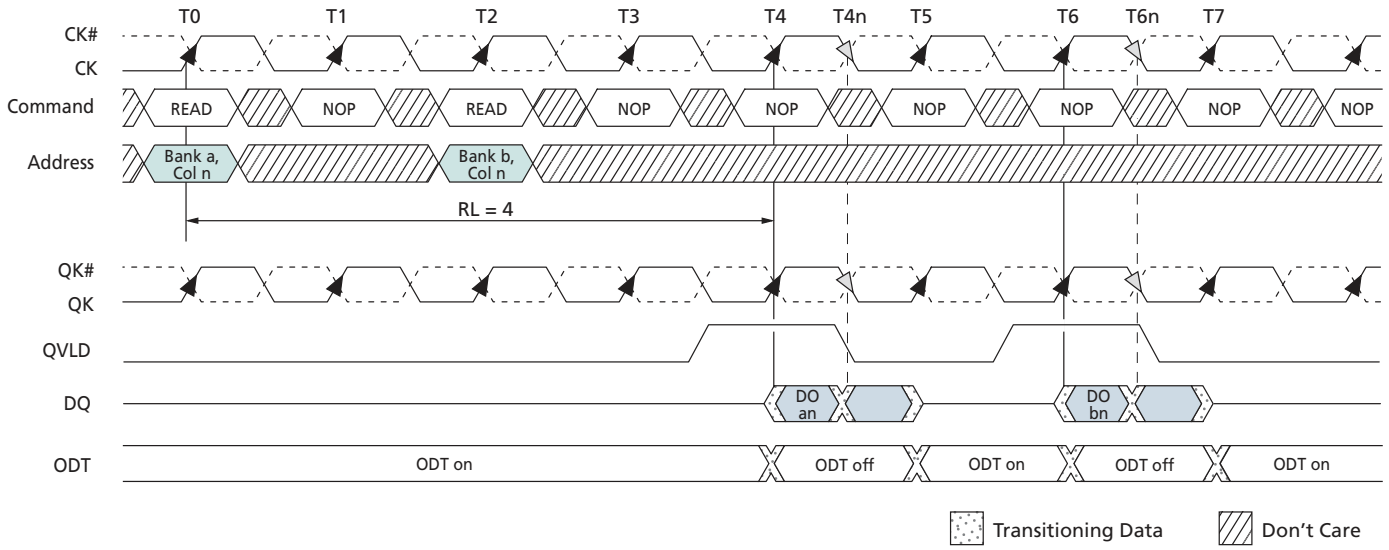 T0 T1 T2 T3 T4 T4n T5 T6 T6n T7
CK#
CK
Command READ NOP READ NOP NOP NOP NOP NOP NOP
Address Bank a, Col n Bank b, Col n
RL = 4
QK#
QK
QVLD
DQ DO an DO bn
ODT ODT on ODT off ODT on ODT off ODT on
Transitioning Data Don't Care